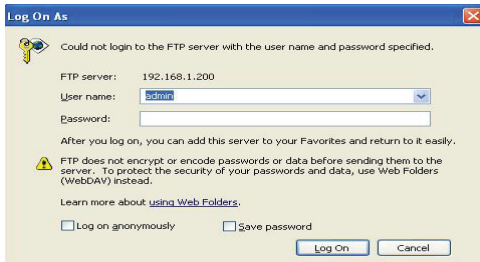 Log On As
Could not login to the FTP server with the user name and password specified.
FTP server: 192.168.1.200
User name: admin
Password:
After you log on, you can add this server to your Favorites and return to it easily.
FTP does not encrypt or encode passwords or data before sending them to the
server. To protect the security of your passwords and data, use Web Folders
(WebDAV) instead.
Learn more about using Web Folders.
Log on anonymously Save password
Log On Cancel